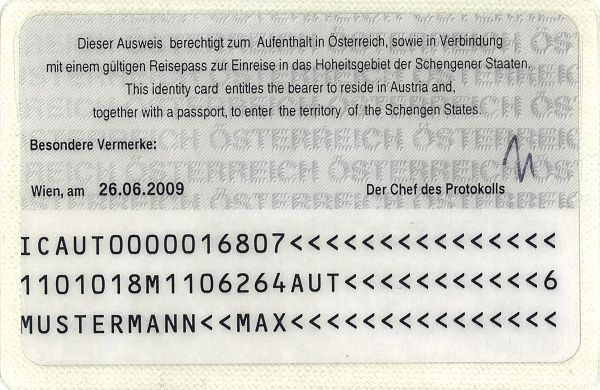 Dieser Ausweis berechtigt zum Aufenthalt in Österreich, sowie in Verbindung
mit einem gültigen Reisepass zur Einreise in das Hoheitsgebiet der Schengener Staaten.
This identity card entitles the bearer to reside in Austria and,
together with a passport, to enter the territory of the Schengen States.
Besondere Vermerke:
Wien, am 26.06.2009 Der Chef des Protokolls
ICAUT0000016807<<<<<<<<<<<<<<<
1101018M1106264AUT<<<<<<<<<<<6
MUSTERMANN<<MAX<<<<<<<<<<<<<<<